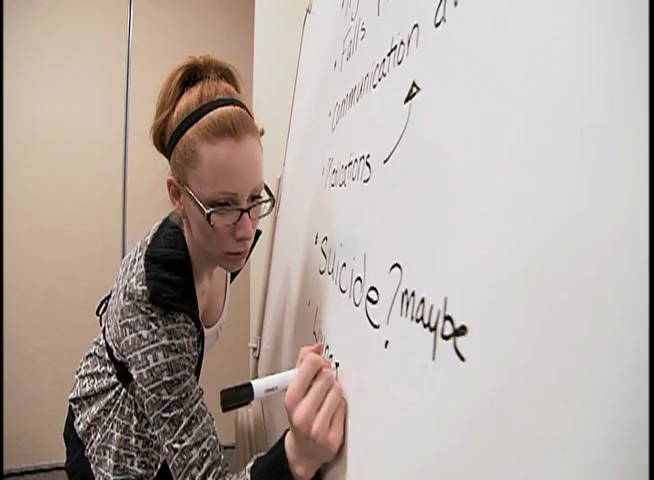 · Falls
· Communication
· Medications
· Suicide? maybe